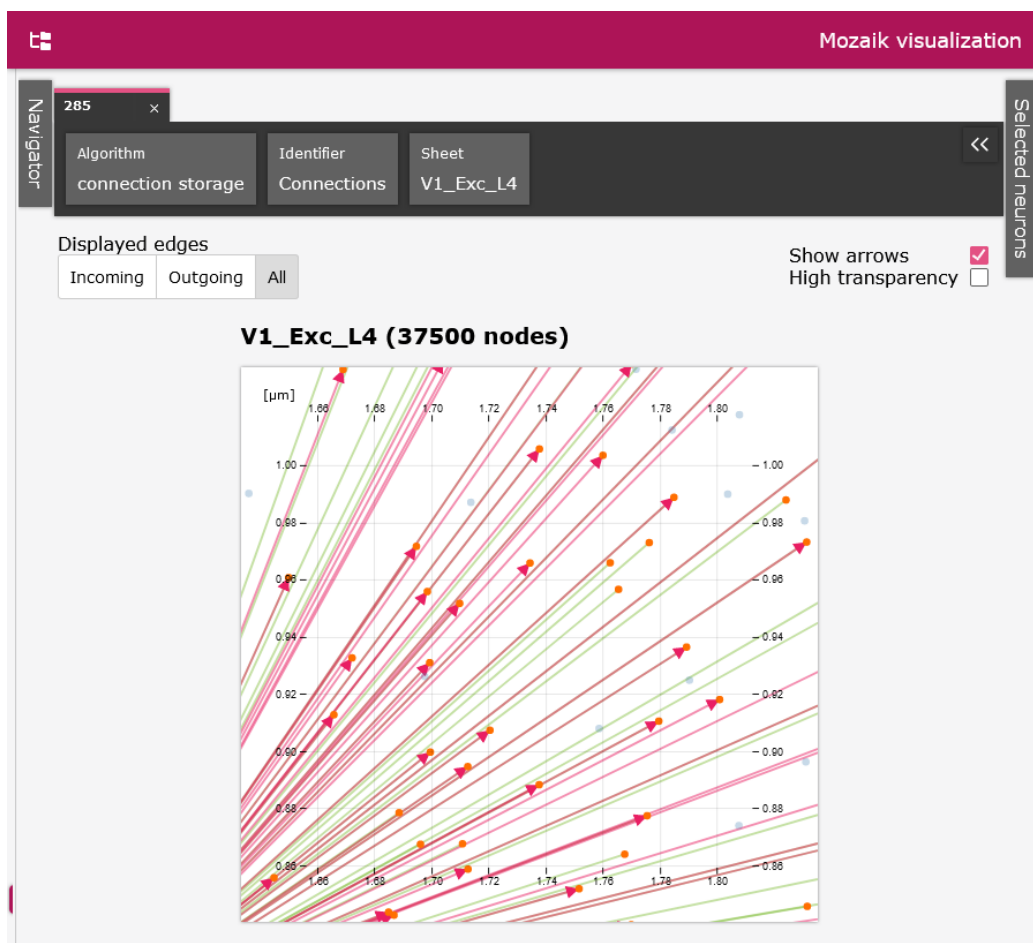 Mozaik visualization
Navigator
285 ×
Selected neurons
Algorithm
connection storage
Identifier
Connections
Sheet
V1_Exc_L4
Displayed edges
Incoming Outgoing All
Show arrows
High transparency
V1_Exc_L4 (37500 nodes)
[µm]
1.66 1.68 1.70 1.72 1.74 1.76 1.78 1.80
1.00 1.00
0.98 0.98
0.96 0.96
0.94 0.94
0.92 0.92
0.90 0.90
0.88 0.88
0.86 0.86
1.66 1.68 1.70 1.72 1.74 1.76 1.78 1.80